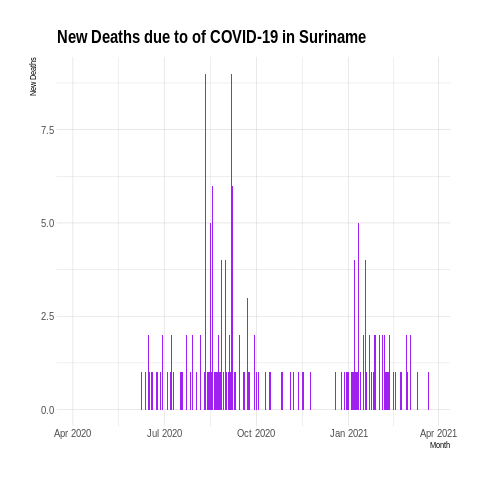 New Deaths due to of COVID-19 in Suriname
New Deaths
7.5
5.0
2.5
0.0
Apr 2020 Jul 2020 Oct 2020 Jan 2021 Apr 2021
Month